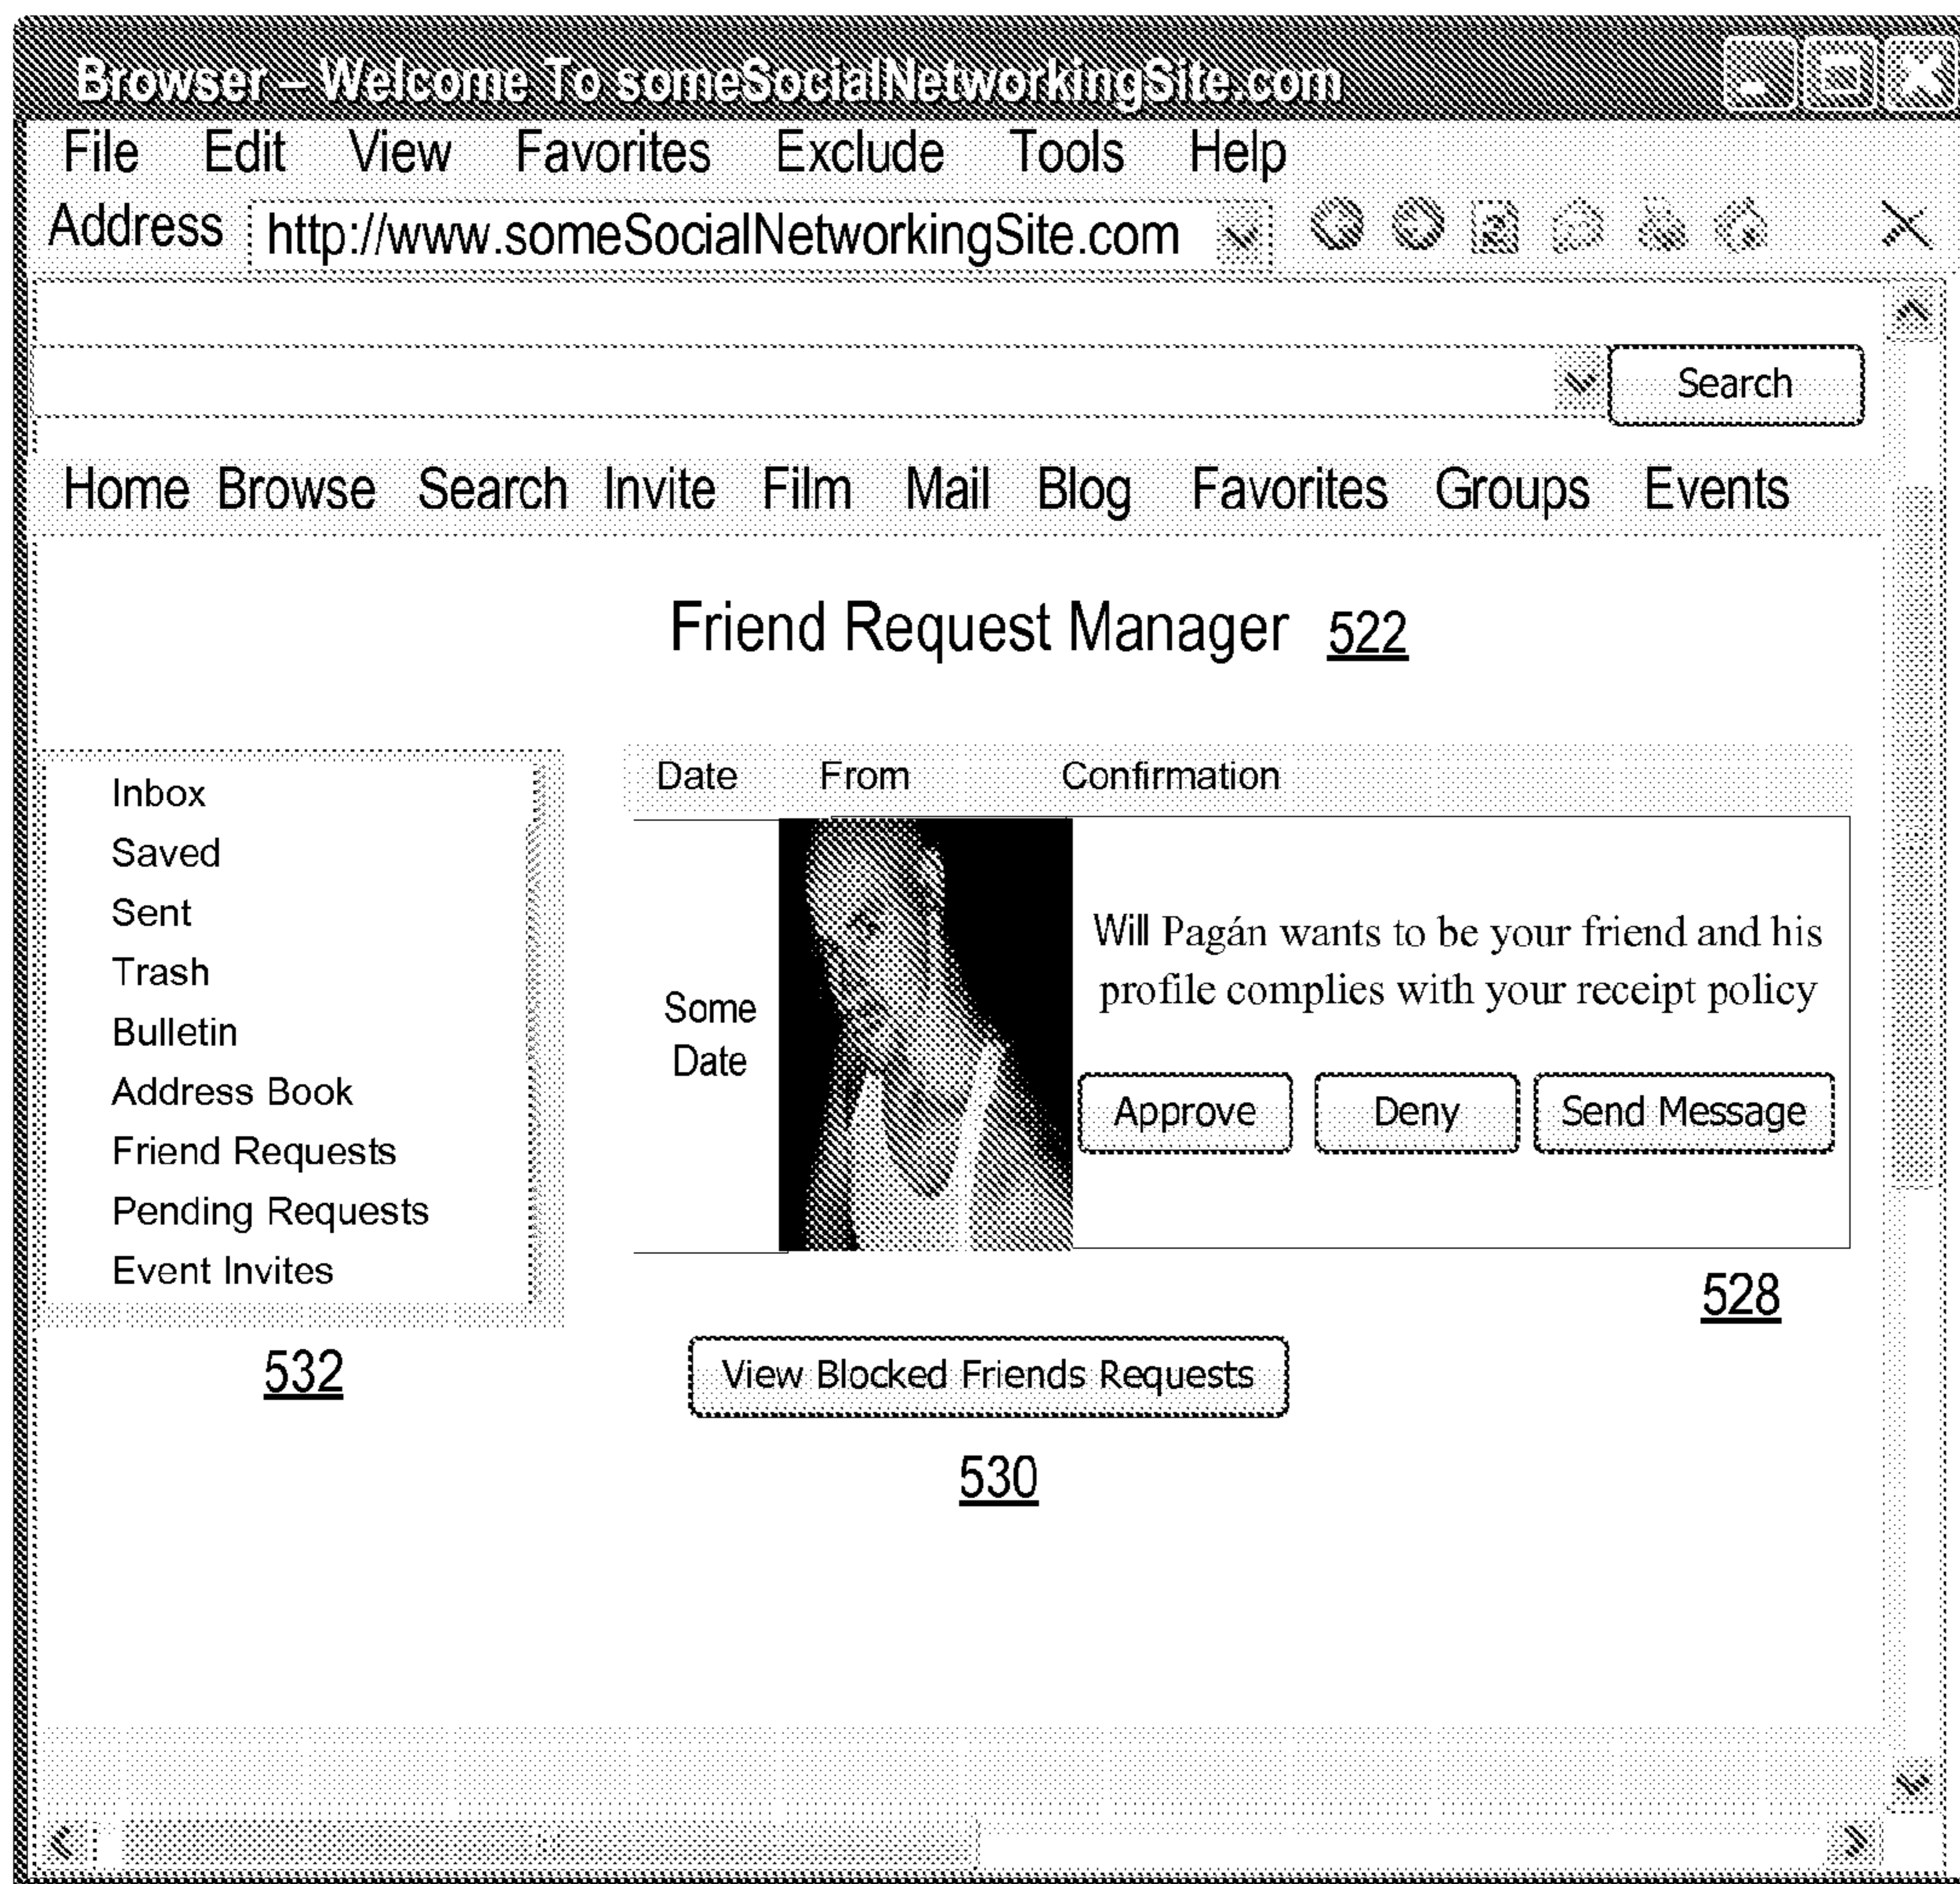 Browser – Welcome To someSocialNetworkingSite.com
File Edit View Favorites Exclude Tools Help
Address http://www.someSocialNetworkingSite.com
Search
Home Browse Search Invite Film Mail Blog Favorites Groups Events
Friend Request Manager 522
Inbox
Saved
Sent
Trash
Bulletin
Address Book
Friend Requests
Pending Requests
Event Invites
532
Date From Confirmation
Some
Date
Will Pagán wants to be your friend and his
profile complies with your receipt policy
Approve Deny Send Message
528
View Blocked Friends Requests
530